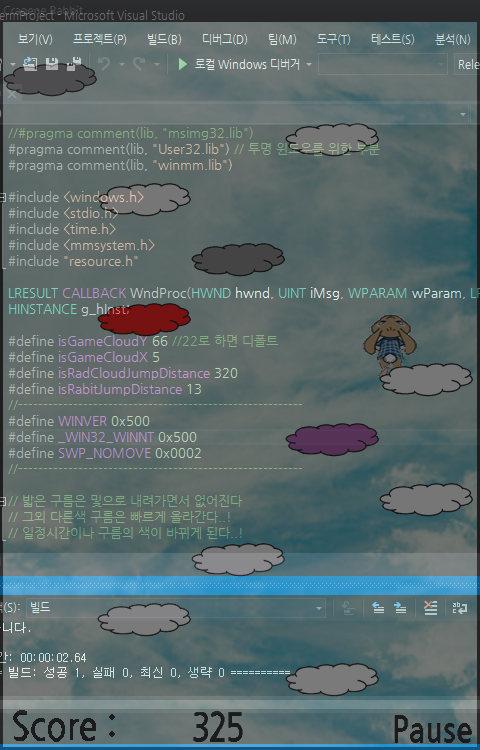 Crasene Rabbit
ermProject - Microsoft Visual Studio
보기(V) 프로젝트(P) 빌드(B) 디버그(D) 팀(M) 도구(T) 테스트(S) 분석(N)
로컬 Windows 디버거 Rele
//#pragma comment(lib, "msimg32.lib")
#pragma comment(lib, "User32.lib") // 투명 윈도우를 위한 부분
#pragma comment(lib, "winmm.lib")
#include <windows.h>
#include <stdio.h>
#include <time.h>
#include <mmsystem.h>
#include "resource.h"
LRESULT CALLBACK WndProc(HWND hwnd, UINT iMsg, WPARAM wParam, LP
HINSTANCE g_hInst;
#define isGameCloudY 66 //22로 하면 디폴트
#define isGameCloudX 5
#define isRadCloudJumpDistance 320
#define isRabitJumpDistance 13
//---------------------------------------------------------
#define WINVER 0x500
#define _WIN32_WINNT 0x500
#define SWP_NOMOVE 0x0002
//---------------------------------------------------------
// 밟은 구름은 및으로 내려가면서 없어진다
// 그외 다른색 구름은 빠르게 올라간다..!
// 일정시간이나 구름의 색이 바뀌게 된다..!
(S): 빌드
니다.
간: 00:00:02.64
= 빌드: 성공 1, 실패 0, 최신 0, 생략 0 ==========
Score : 325 Pause